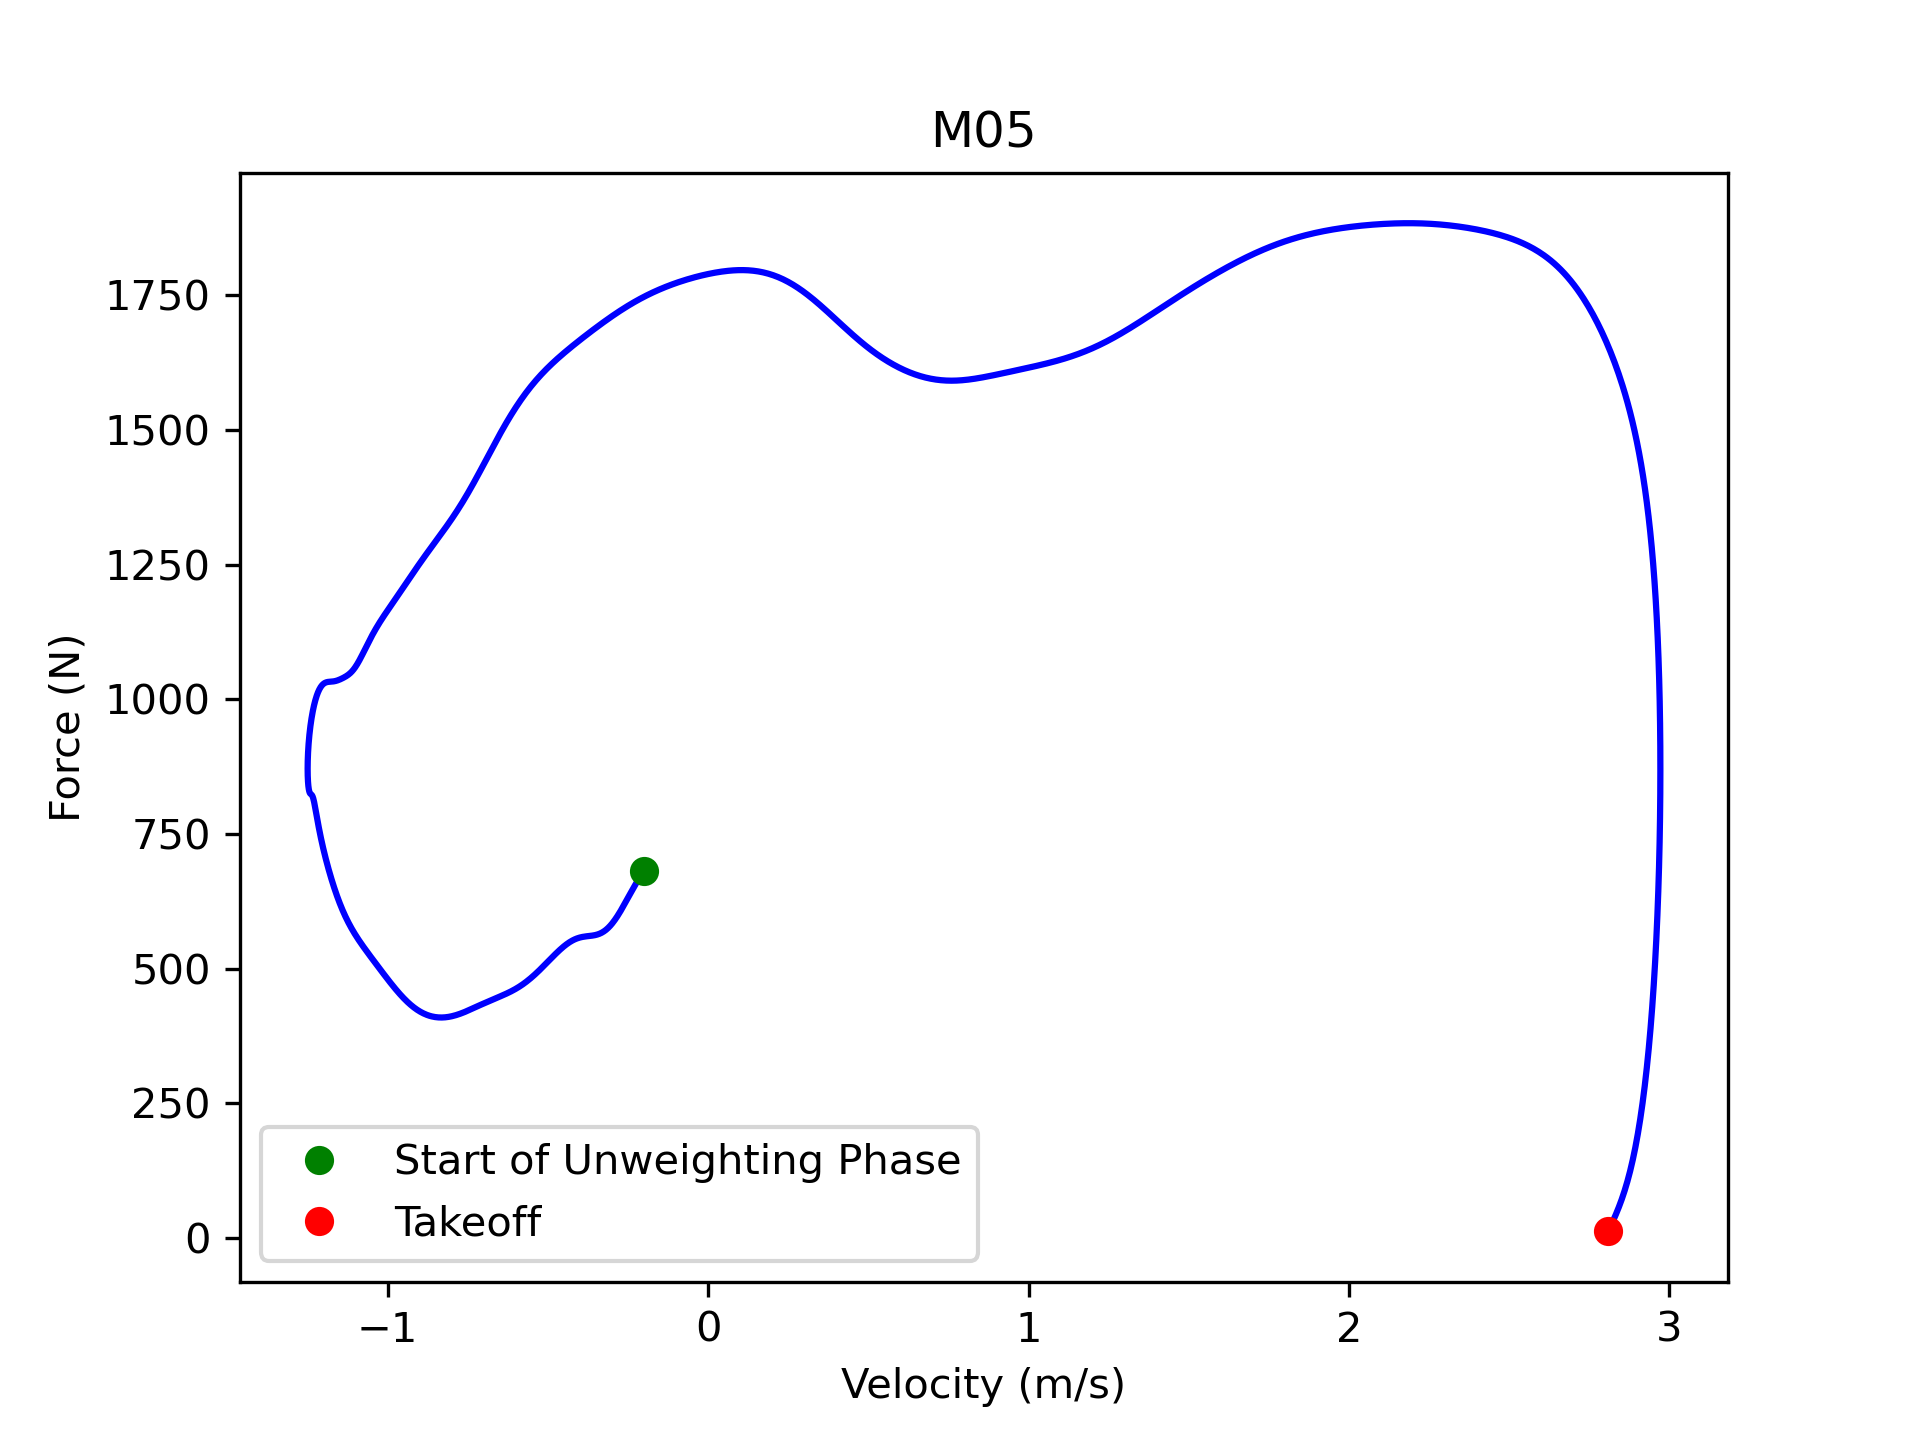 M05
1750
1500
1250
1000
750
500
250
0
Force (N)
Start of Unweighting Phase
Takeoff
−1 0 1 2 3
Velocity (m/s)